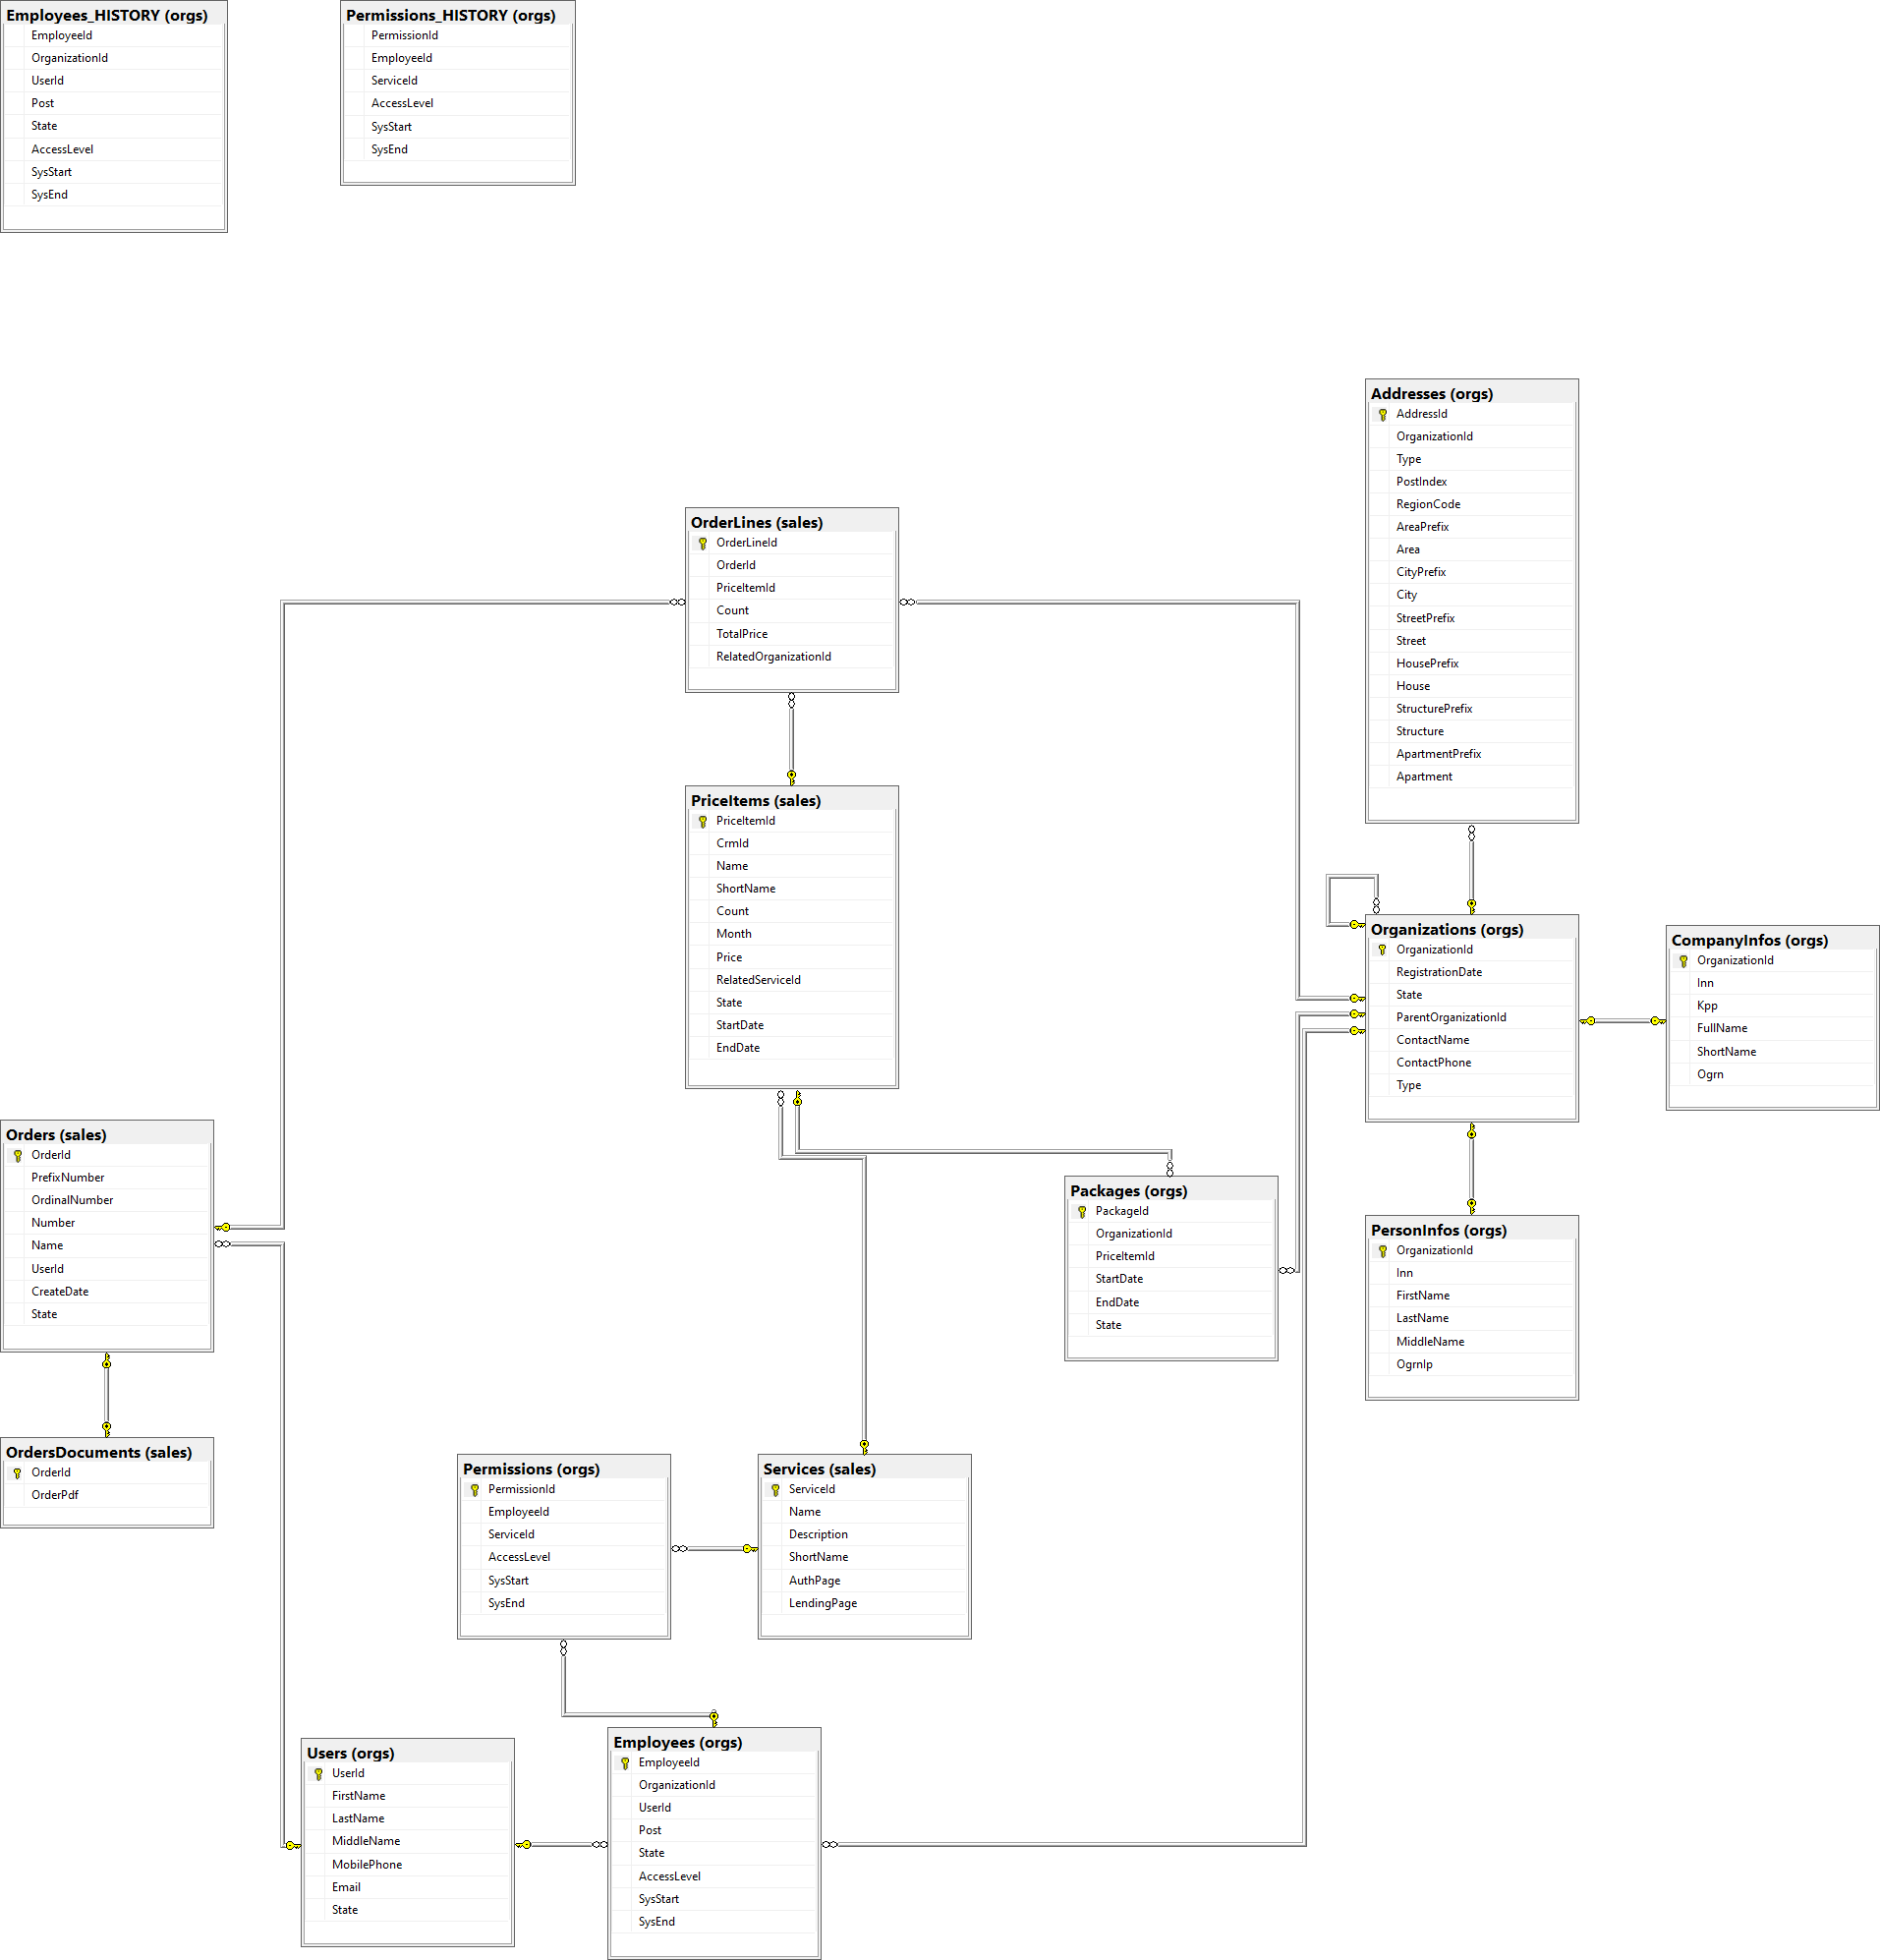 Employees_HISTORY (orgs)
EmployeeId
OrganizationId
UserId
Post
State
AccessLevel
SysStart
SysEnd
Permissions_HISTORY (orgs)
PermissionId
EmployeeId
ServiceId
AccessLevel
SysStart
SysEnd
Addresses (orgs)
AddressId
OrganizationId
Type
PostIndex
RegionCode
AreaPrefix
Area
CityPrefix
City
StreetPrefix
Street
HousePrefix
House
StructurePrefix
Structure
ApartmentPrefix
Apartment
OrderLines (sales)
OrderLineId
OrderId
PriceItemId
Count
TotalPrice
RelatedOrganizationId
PriceItems (sales)
PriceItemId
CrmId
Name
ShortName
Count
Month
Price
RelatedServiceId
State
StartDate
EndDate
Organizations (orgs)
OrganizationId
RegistrationDate
State
ParentOrganizationId
ContactName
ContactPhone
Type
CompanyInfos (orgs)
OrganizationId
Inn
Kpp
FullName
ShortName
Ogrn
Orders (sales)
OrderId
PrefixNumber
OrdinalNumber
Number
Name
UserId
CreateDate
State
Packages (orgs)
PackageId
OrganizationId
PriceItemId
StartDate
EndDate
State
PersonInfos (orgs)
OrganizationId
Inn
FirstName
LastName
MiddleName
OgrnIp
OrdersDocuments (sales)
OrderId
OrderPdf
Permissions (orgs)
PermissionId
EmployeeId
ServiceId
AccessLevel
SysStart
SysEnd
Services (sales)
ServiceId
Name
Description
ShortName
AuthPage
LendingPage
Users (orgs)
UserId
FirstName
LastName
MiddleName
MobilePhone
Email
State
Employees (orgs)
EmployeeId
OrganizationId
UserId
Post
State
AccessLevel
SysStart
SysEnd